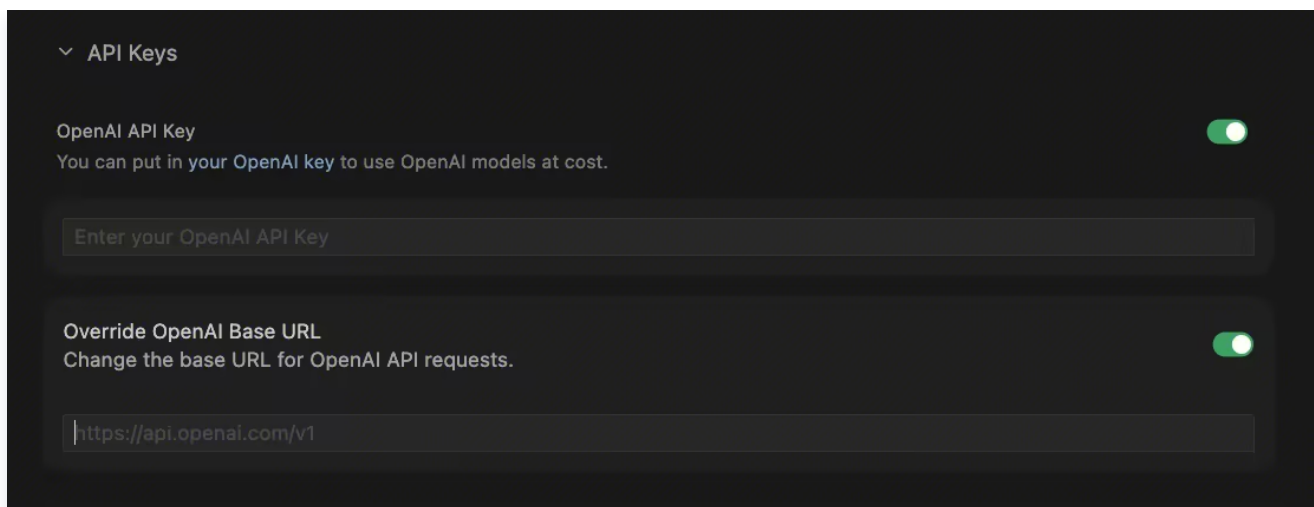 API Keys
OpenAI API Key
You can put in your OpenAI key to use OpenAI models at cost.
Enter your OpenAI API Key
Override OpenAI Base URL
Change the base URL for OpenAI API requests.
https://api.openai.com/v1